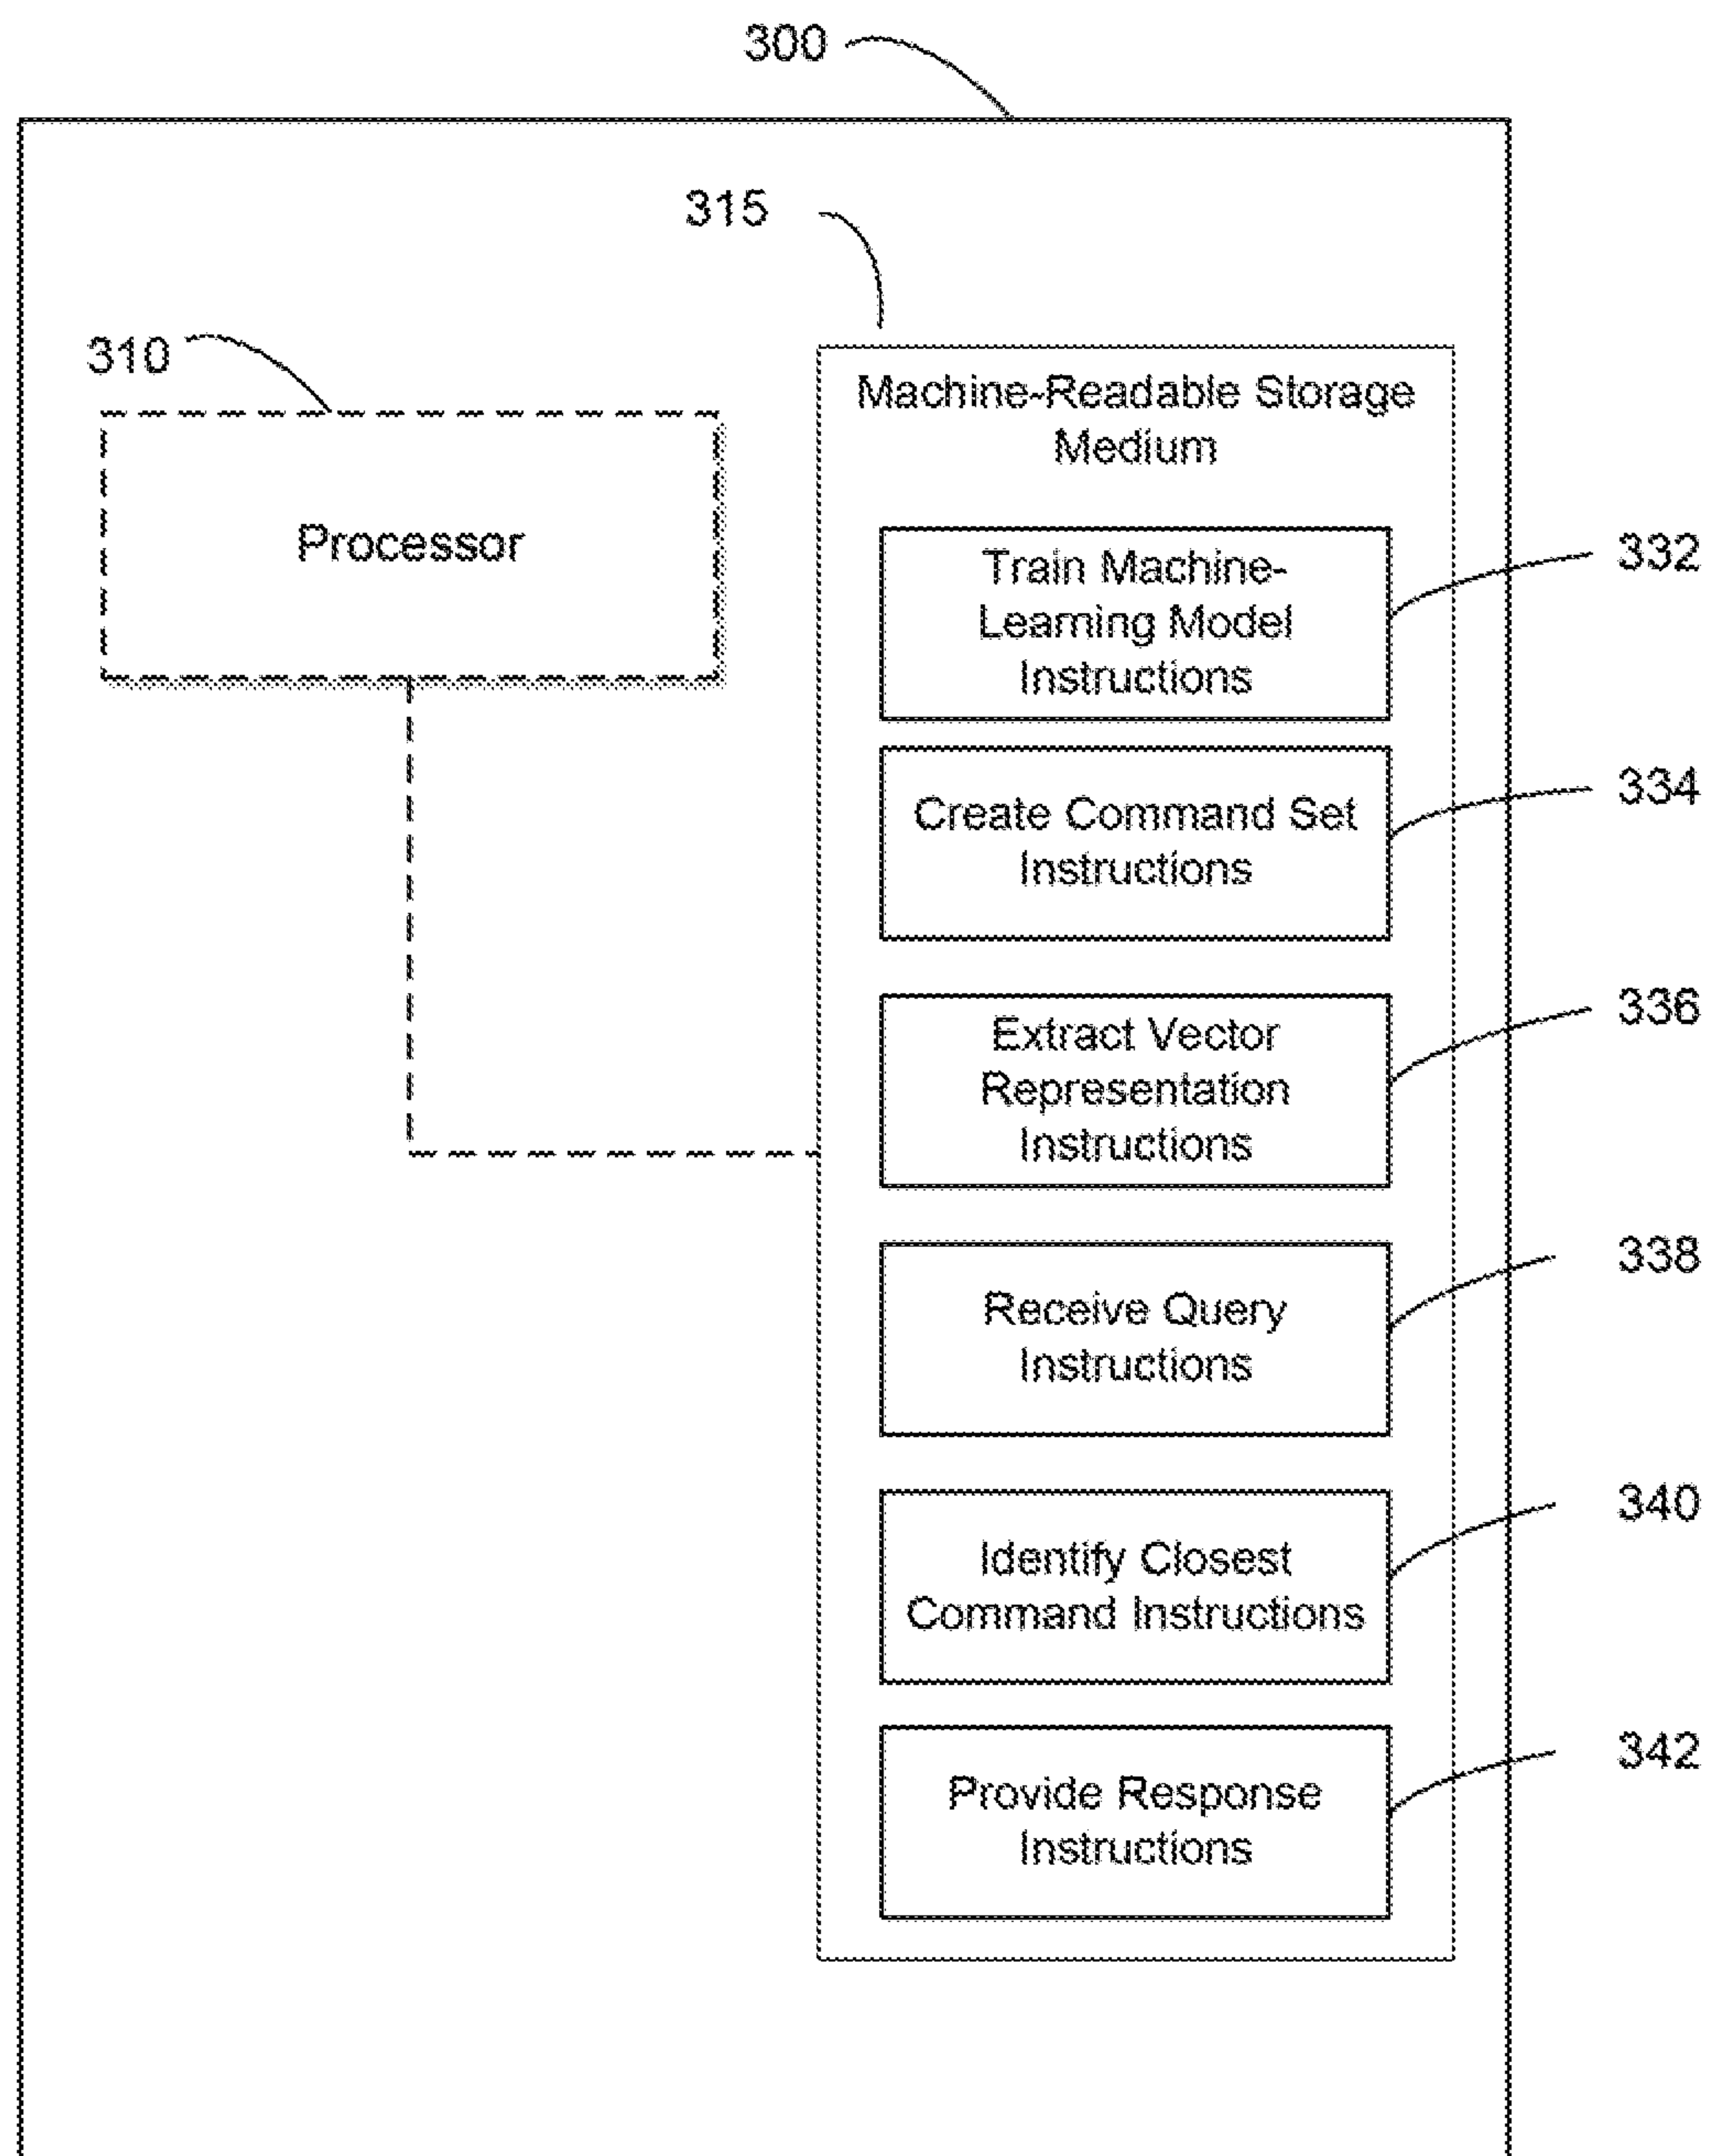 300
315
310
Machine-Readable Storage
Medium
Processor
Train Machine-
Learning Model
Instructions
332
Create Command Set
Instructions
334
Extract Vector
Representation
Instructions
336
Receive Query
Instructions
338
Identify Closest
Command Instructions
340
Provide Response
Instructions
342